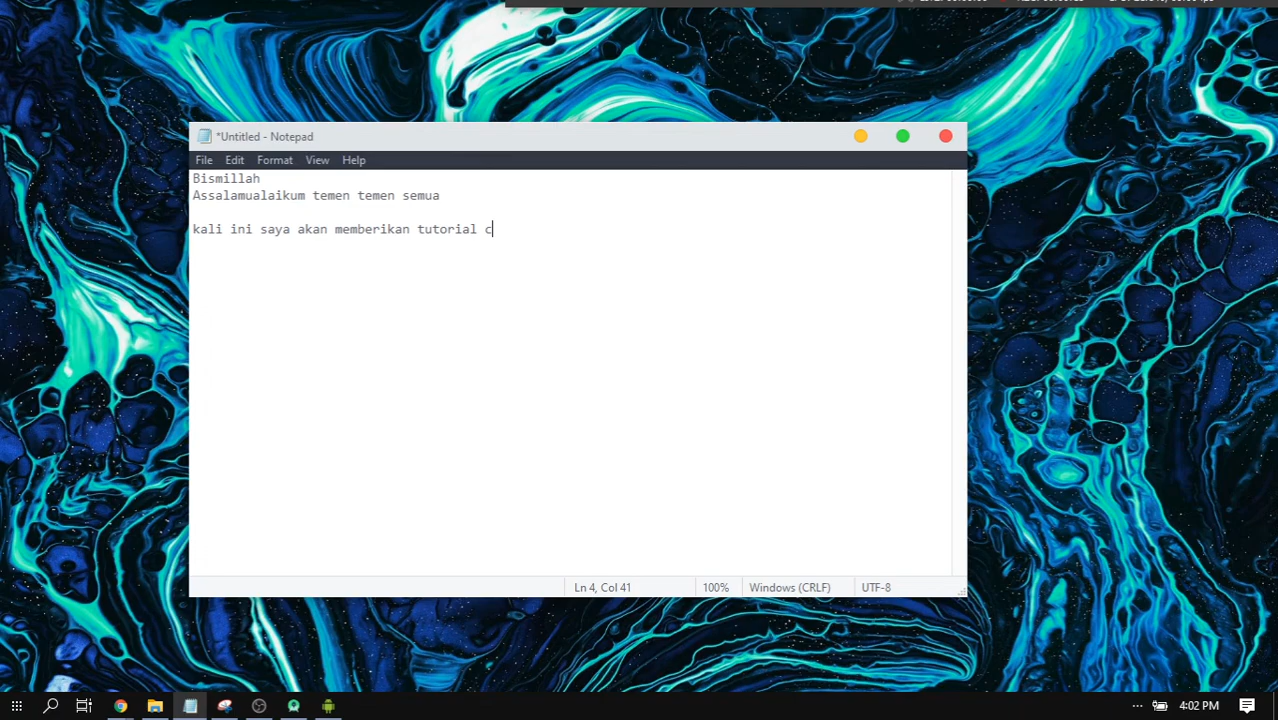 *Untitled - Notepad
File Edit Format View Help
Bismillah
Assalamualaikum temen temen semua
kali ini saya akan memberikan tutorial c
Ln 4, Col 41 100% Windows (CRLF) UTF-8
4:02 PM